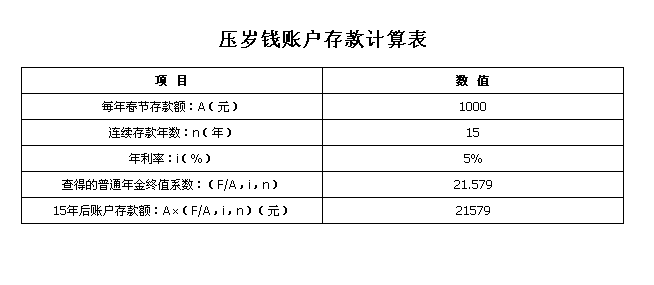 压岁钱账户存款计算表
项 目 数 值
每年春节存款额：A（元） 1000
连续存款年数：n（年） 15
年利率：i（%） 5%
查得的普通年金终值系数：（F/A，i，n） 21.579
15年后账户存款额：A×（F/A，i，n）（元） 21579